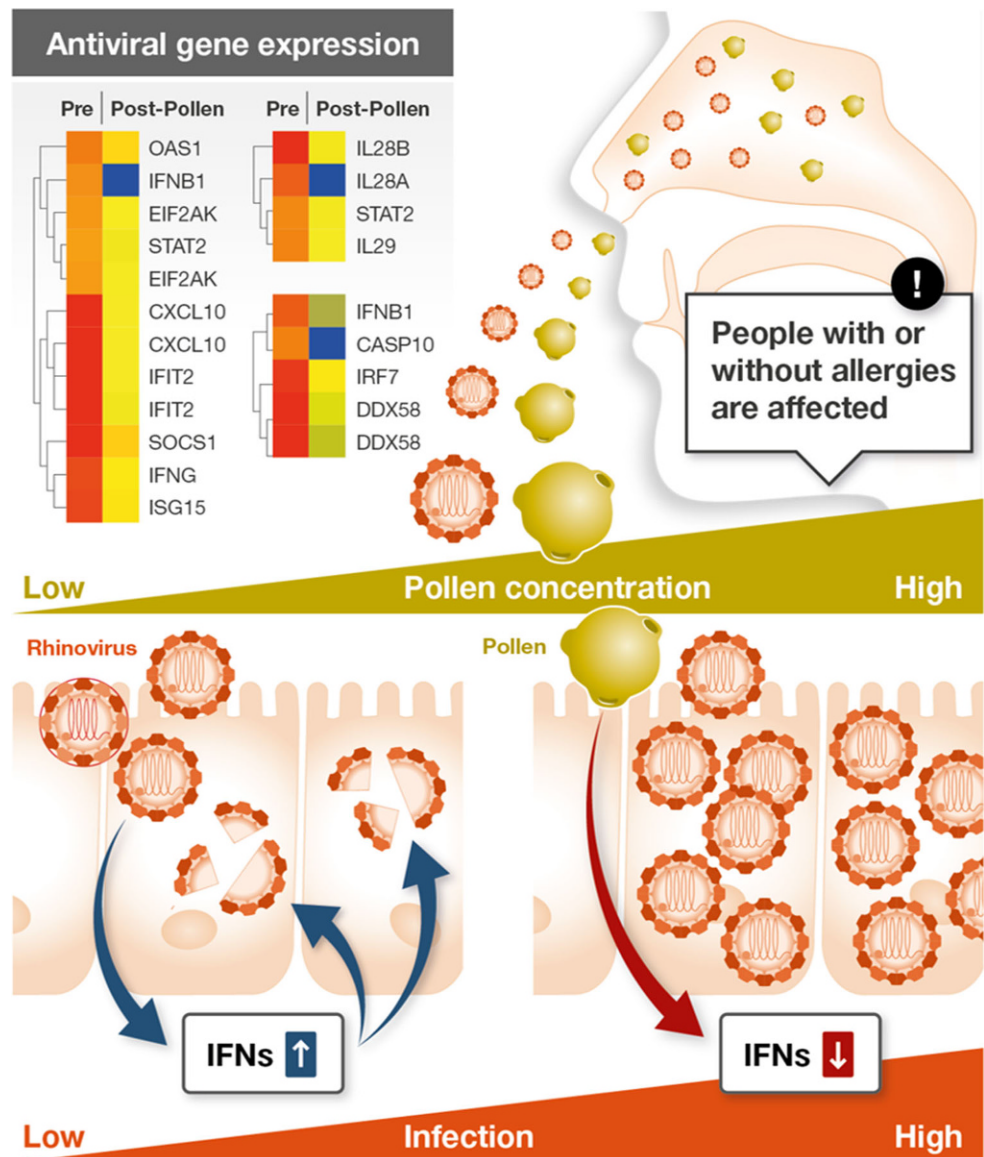 Antiviral gene expression
Pre Post-Pollen
OAS1
IFNB1
EIF2AK
STAT2
EIF2AK
CXCL10
CXCL10
IFIT2
IFIT2
SOCS1
IFNG
ISG15
Pre Post-Pollen
IL28B
IL28A
STAT2
IL29
IFNB1
CASP10
IRF7
DDX58
DDX58
!
People with or
without allergies
are affected
Low Pollen concentration High
Rhinovirus
Pollen
IFNs ↑
IFNs ↓
Low Infection High